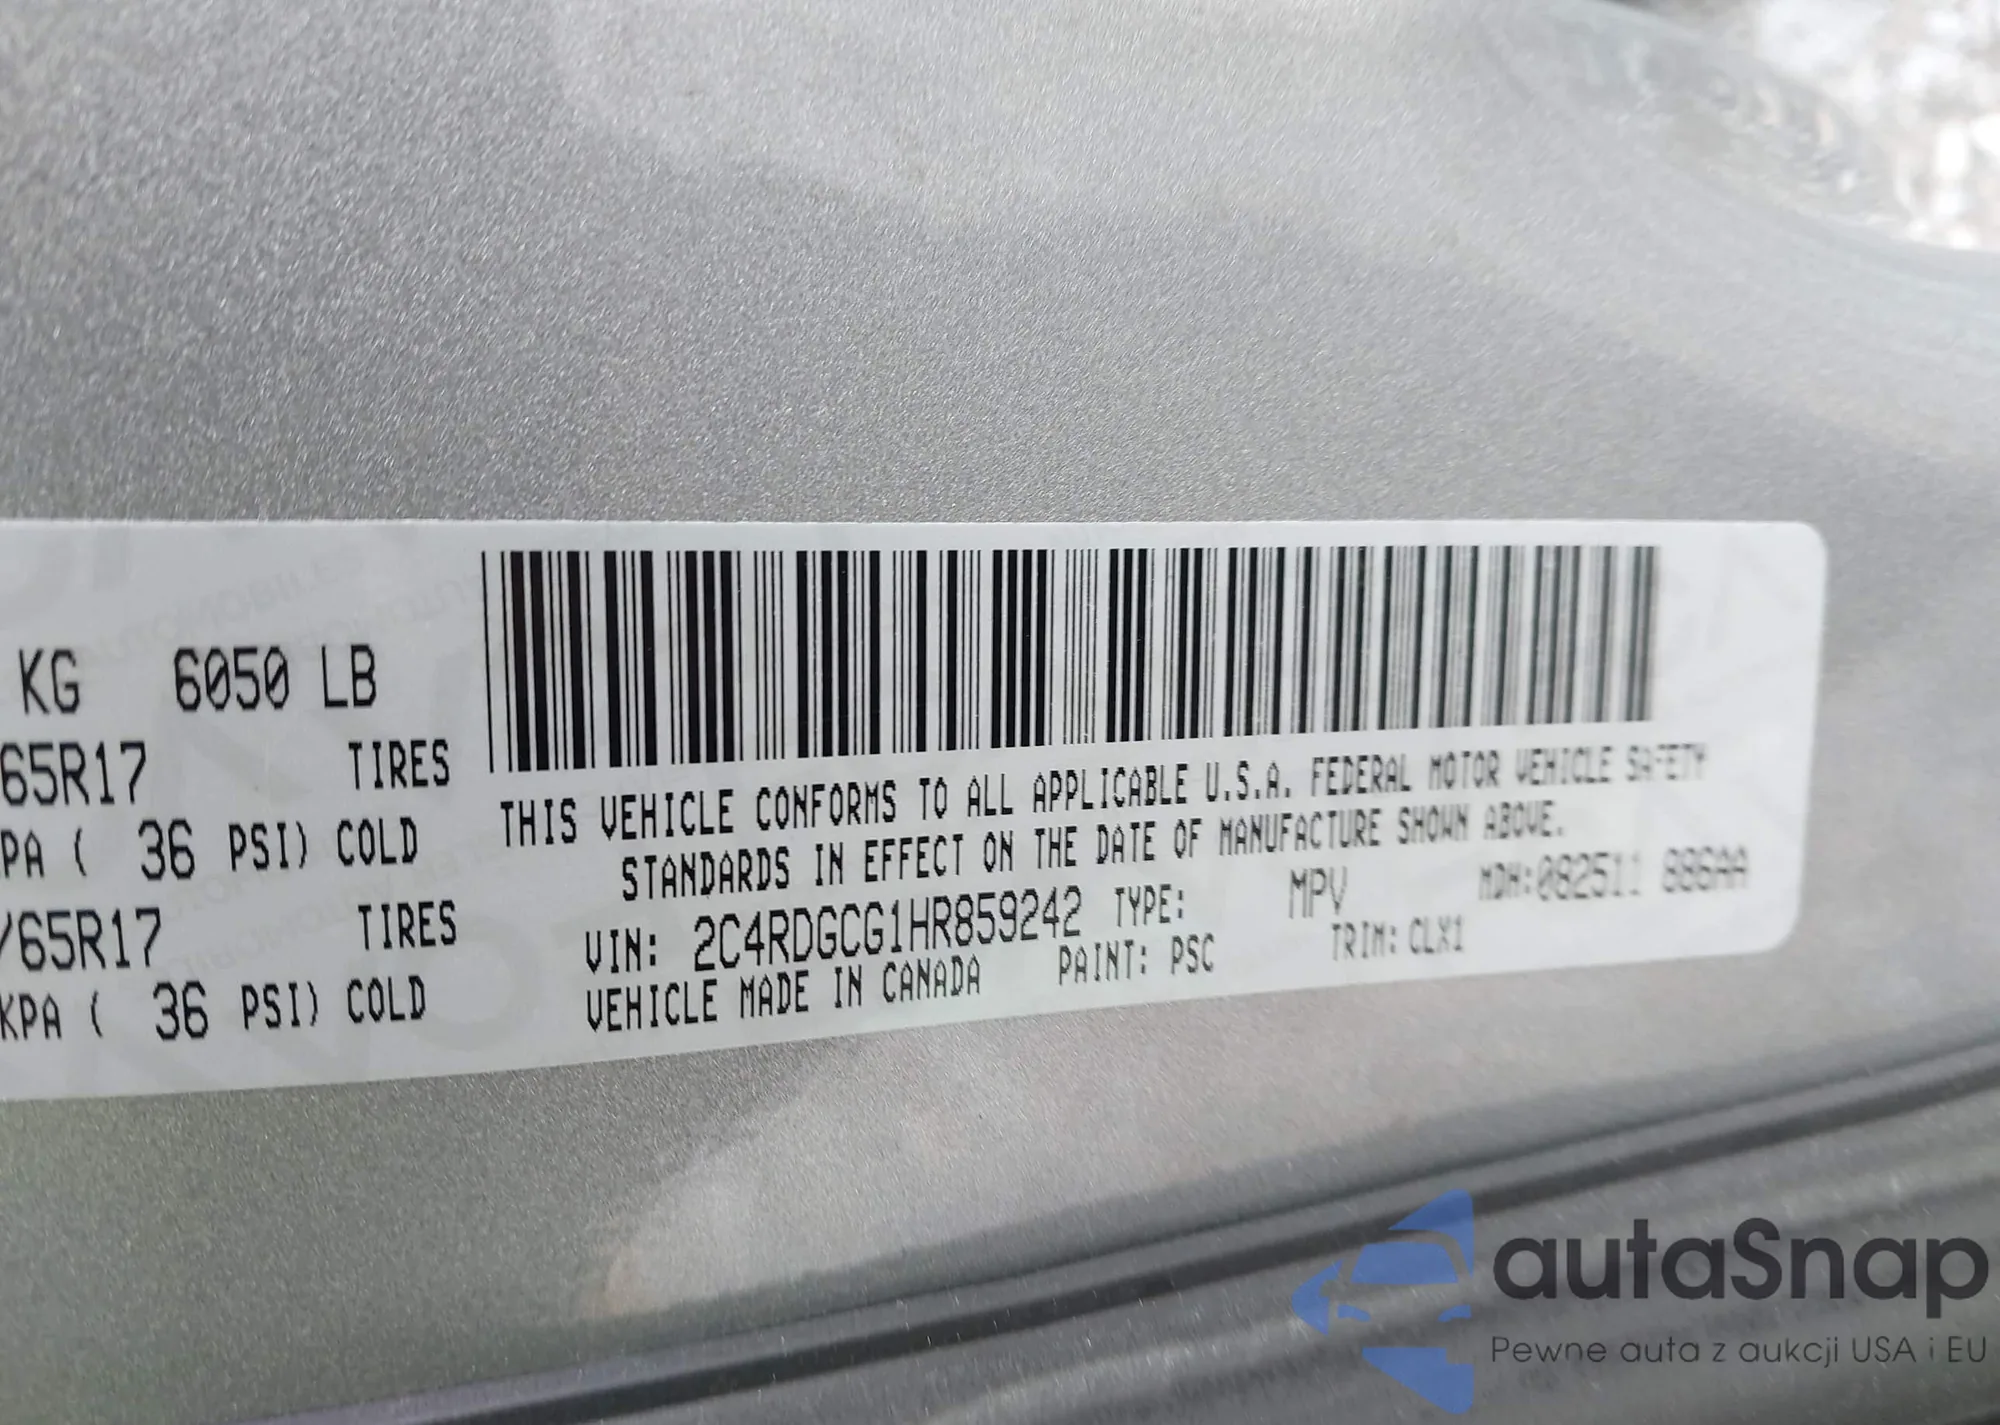 KG 6050 LB
65R17 TIRES
PA ( 36 PSI) COLD
/65R17 TIRES
KPA ( 36 PSI) COLD
THIS VEHICLE CONFORMS TO ALL APPLICABLE U.S.A. FEDERAL MOTOR VEHICLE SAFETY
STANDARDS IN EFFECT ON THE DATE OF MANUFACTURE SHOWN ABOVE.
VIN: 2C4RDGCG1HR859242 TYPE: MPV MDH:082511 886AA
VEHICLE MADE IN CANADA PAINT: PSC TRIM: CLX1
autaSnap
Pewne auta z aukcji USA i EU